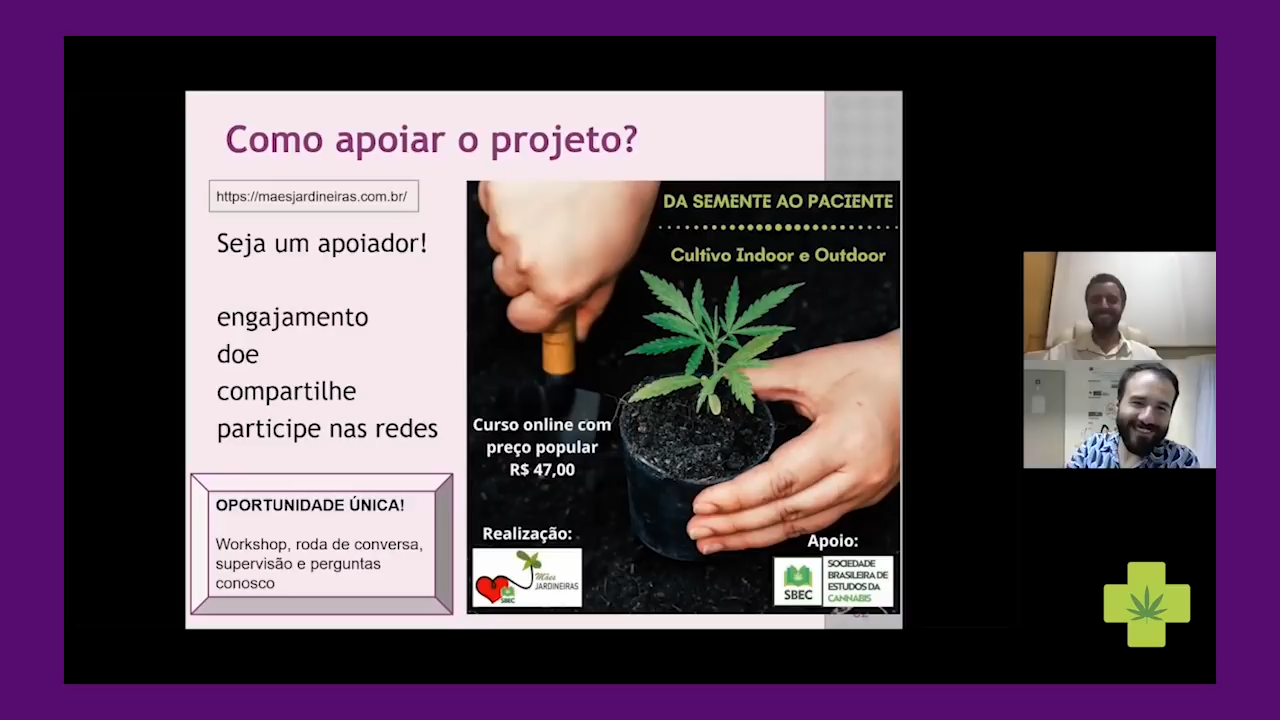 Como apoiar o projeto?
https://maesjardineiras.com.br/
Seja um apoiador!
engajamento
doe
compartilhe
participe nas redes
OPORTUNIDADE ÚNICA!
Workshop, roda de conversa,
supervisão e perguntas
conosco
DA SEMENTE AO PACIENTE
Cultivo Indoor e Outdoor
Curso online com
preço popular
R$ 47,00
Realização:
Mães
JARDINEIRAS
SBEC
Apoio:
SBEC
SOCIEDADE
BRASILEIRA DE
ESTUDOS DA
CANNABIS